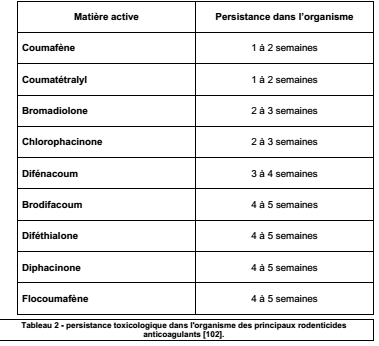 Matière active Persistance dans l'organisme
Coumafène 1 à 2 semaines
Coumatétralyl 1 à 2 semaines
Bromadiolone 2 à 3 semaines
Chlorophacinone 2 à 3 semaines
Difénacoum 3 à 4 semaines
Brodifacoum 4 à 5 semaines
Diféthialone 4 à 5 semaines
Diphacinone 4 à 5 semaines
Flocoumafène 4 à 5 semaines
Tableau 2 - persistance toxicologique dans l'organisme des principaux rodenticides
anticoagulants [102].